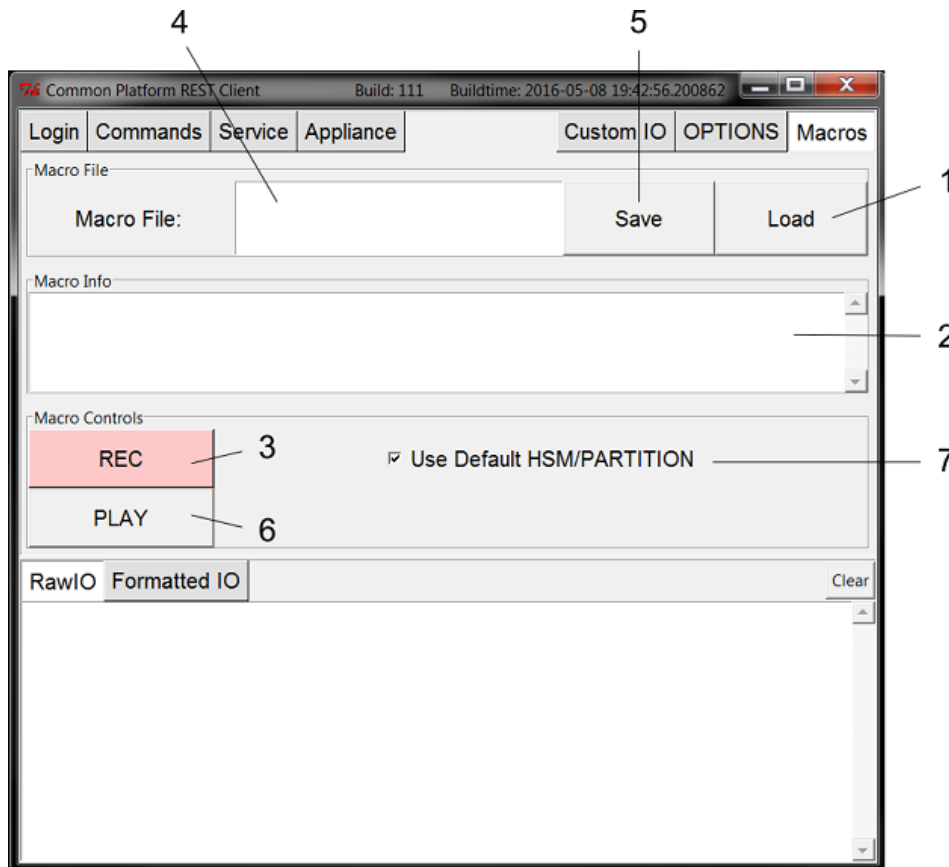 4 5
Common Platform REST Client Build: 111 Buildtime: 2016-05-08 19:42:56.200862
Login Commands Service Appliance Custom IO OPTIONS Macros
Macro File
1
Macro File: Save Load
Macro Info
2
Macro Controls
REC 3 Use Default HSM/PARTITION 7
PLAY 6
RawIO Formatted IO Clear